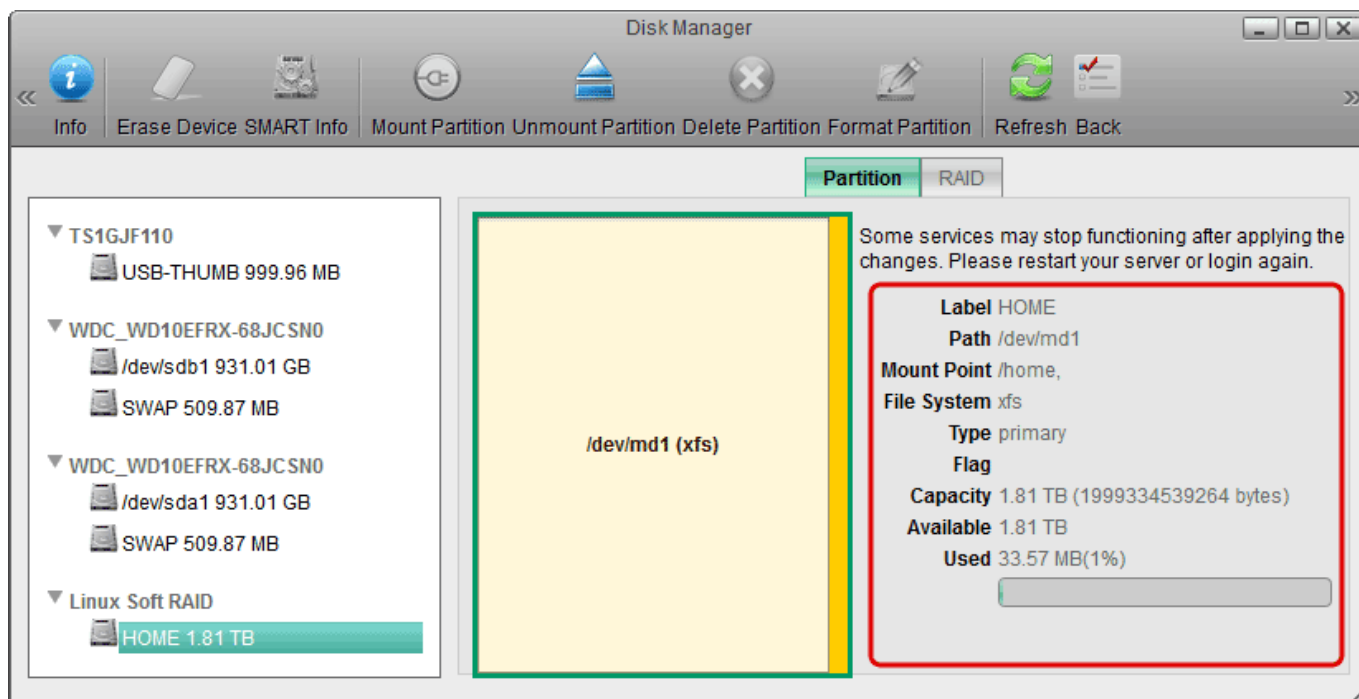 Disk Manager
Info Erase Device SMART Info Mount Partition Unmount Partition Delete Partition Format Partition Refresh Back
Partition RAID
TS1GJF110
USB-THUMB 999.96 MB
WDC_WD10EFRX-68JCSN0
/dev/sdb1 931.01 GB
SWAP 509.87 MB
WDC_WD10EFRX-68JCSN0
/dev/sda1 931.01 GB
SWAP 509.87 MB
Linux Soft RAID
HOME 1.81 TB
/dev/md1 (xfs)
Some services may stop functioning after applying the
changes. Please restart your server or login again.
Label HOME
Path /dev/md1
Mount Point /home,
File System xfs
Type primary
Flag
Capacity 1.81 TB (1999334539264 bytes)
Available 1.81 TB
Used 33.57 MB(1%)